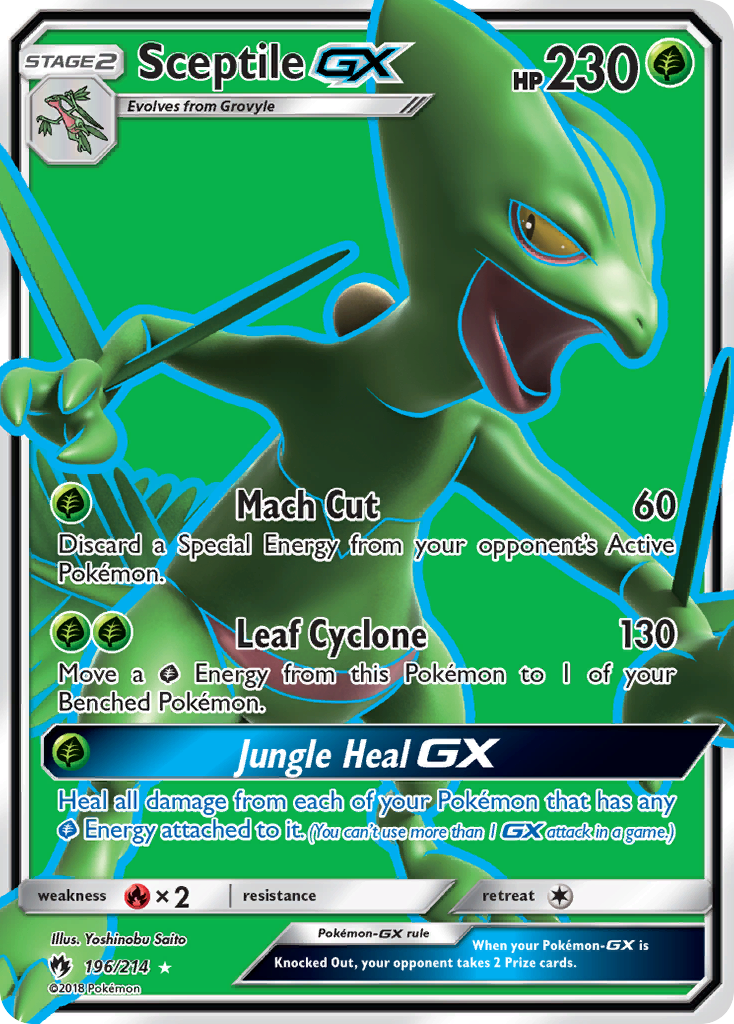 STAGE2 Sceptile GX HP230
Evolves from Grovyle
Mach Cut 60
Discard a Special Energy from your opponent's Active
Pokémon.
Leaf Cyclone 130
Move a Energy from this Pokémon to 1 of your
Benched Pokémon.
Jungle Heal GX
Heal all damage from each of your Pokémon that has any
Energy attached to it. (You can't use more than 1 GX attack in a game.)
weakness ×2 resistance retreat
Illus. Yoshinobu Saito
196/214
©2018 Pokémon
Pokémon-GX rule
When your Pokémon-GX is
Knocked Out, your opponent takes 2 Prize cards.